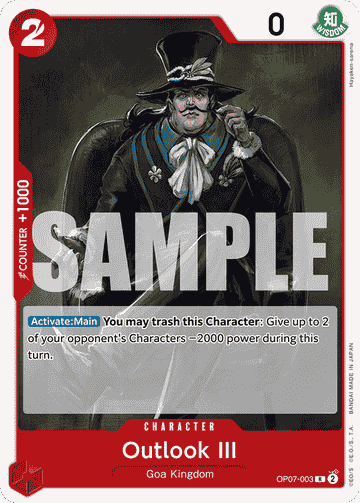 2
0
知
WISDOM
Hayaken-sarena
COUNTER +1000
SAMPLE
Activate:Main You may trash this Character: Give up to 2
of your opponent's Characters −2000 power during this
turn.
CHARACTER
Outlook III
Goa Kingdom
OP07-003 R 2
©E.O./S. ©E.O./S., T.A. BANDAI MADE IN JAPAN